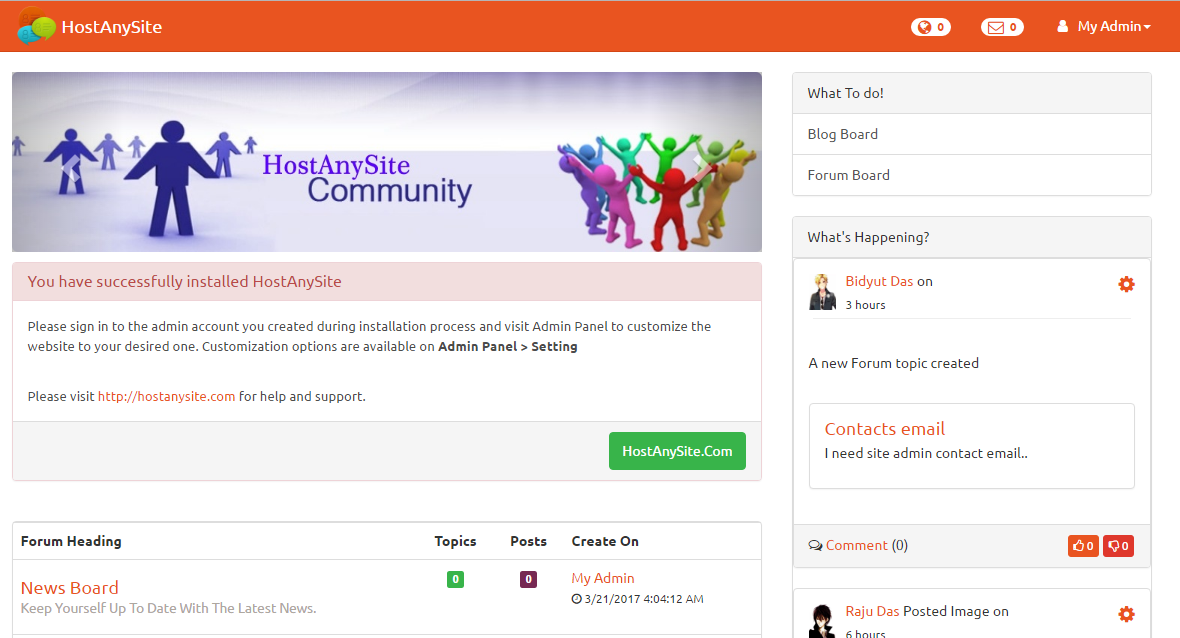 HostAnySite
0
0
My Admin
HostAnySite
Community
You have successfully installed HostAnySite
Please sign in to the admin account you created during installation process and visit Admin Panel to customize the
website to your desired one. Customization options are available on Admin Panel > Setting
Please visit http://hostanysite.com for help and support.
HostAnySite.Com
Forum Heading Topics Posts Create On
News Board 0 0 My Admin
Keep Yourself Up To Date With The Latest News. 3/21/2017 4:04:12 AM
What To do!
Blog Board
Forum Board
What's Happening?
Bidyut Das on
3 hours
A new Forum topic created
Contacts email
I need site admin contact email..
Comment (0) 0 0
Raju Das Posted Image on
6 hours